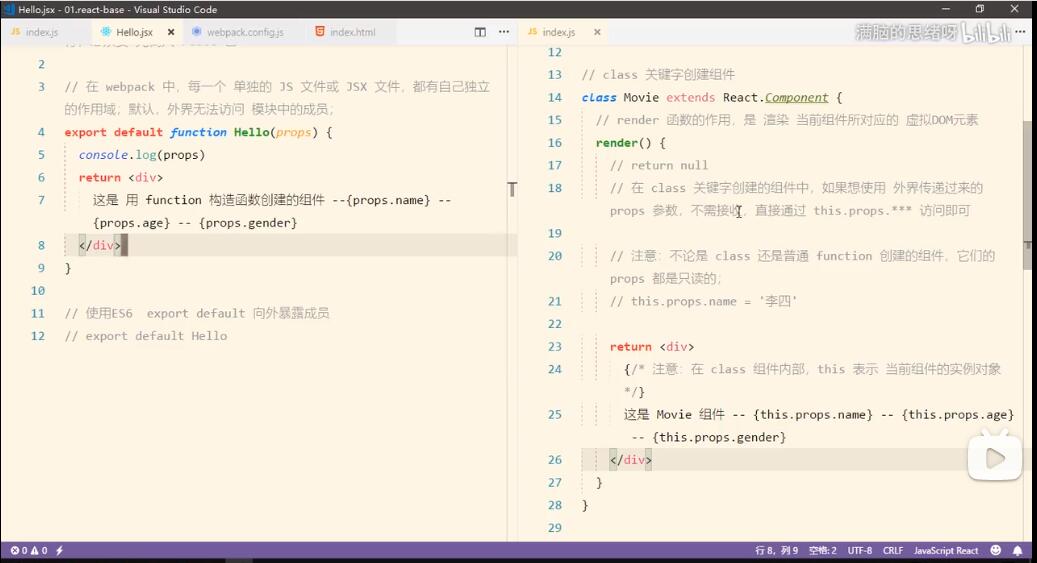 Hello.jsx - 01.react-base - Visual Studio Code
JS index.js
Hello.jsx
webpack.config.js
index.html
JS index.js
满脑的思绪呀 bilibili
2
3 // 在 webpack 中，每一个 单独的 JS 文件或 JSX 文件，都有自己独立
的作用域；默认，外界无法访问 模块中的成员；
4 export default function Hello(props) {
5 console.log(props)
6 return <div>
7 这是 用 function 构造函数创建的组件 --{props.name} --
{props.age} -- {props.gender}
8 </div>
9 }
10
11 // 使用ES6 export default 向外暴露成员
12 // export default Hello
12
13 // class 关键字创建组件
14 class Movie extends React.Component {
15 // render 函数的作用，是 渲染 当前组件所对应的 虚拟DOM元素
16 render() {
17 // return null
18 // 在 class 关键字创建的组件中，如果想使用 外界传递过来的
props 参数，不需接收，直接通过 this.props.*** 访问即可
19
20 // 注意：不论是 class 还是普通 function 创建的组件，它们的
props 都是只读的；
21 // this.props.name = '李四'
22
23 return <div>
24 {/* 注意：在 class 组件内部，this 表示 当前组件的实例对象
*/}
25 这是 Movie 组件 -- {this.props.name} -- {this.props.age}
-- {this.props.gender}
26 </div>
27 }
28 }
29
0 0
行 8，列 9 空格: 2 UTF-8 CRLF JavaScript React